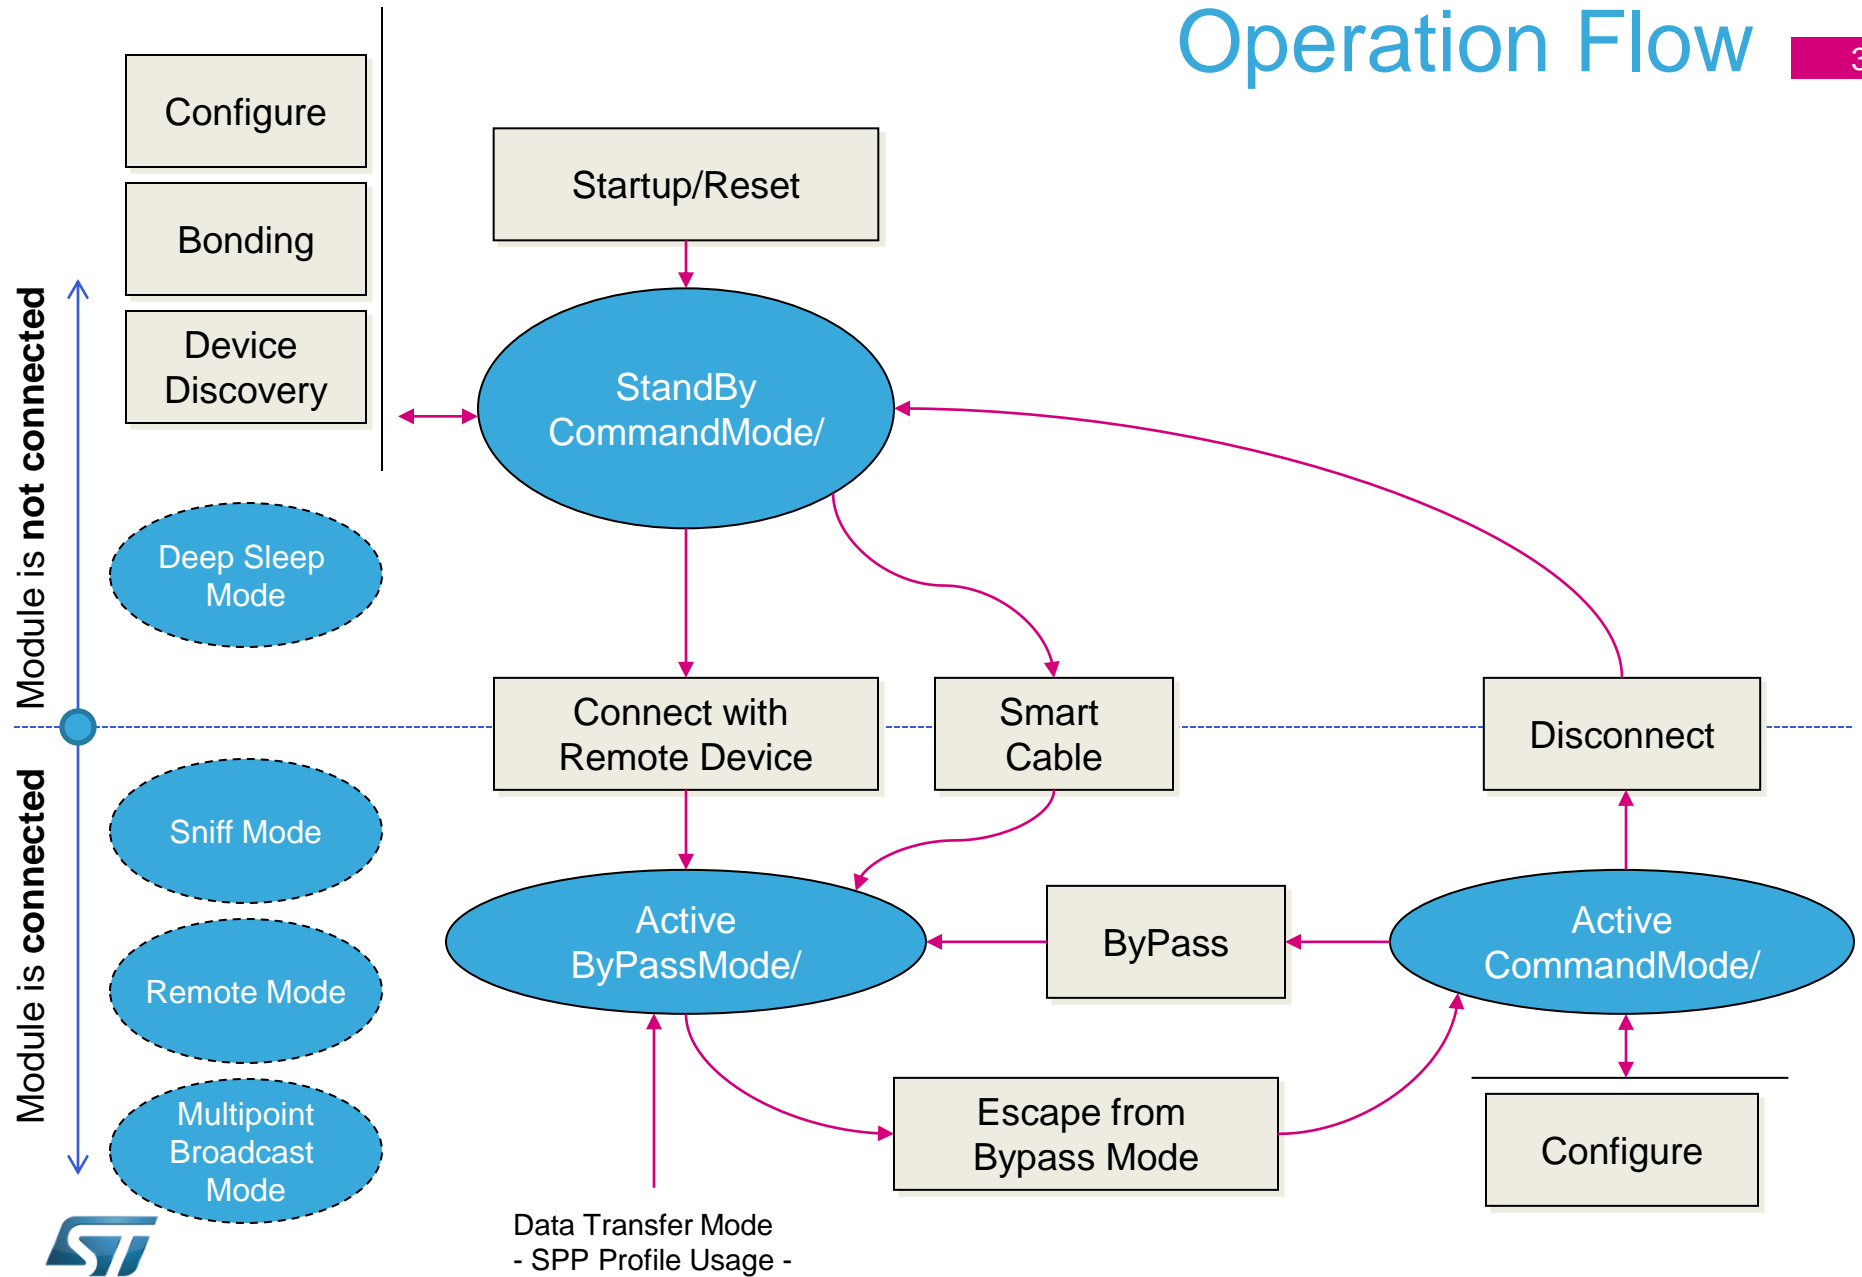 Operation Flow
3
Configure
Startup/Reset
Bonding
Device
Discovery
StandBy
CommandMode/
Module is not connected
Deep Sleep
Mode
Connect with
Remote Device
Smart
Cable
Disconnect
Module is connected
Sniff Mode
Active
ByPassMode/
ByPass
Active
CommandMode/
Remote Mode
Multipoint
Broadcast
Mode
Escape from
Bypass Mode
Configure
Data Transfer Mode
- SPP Profile Usage -
ST